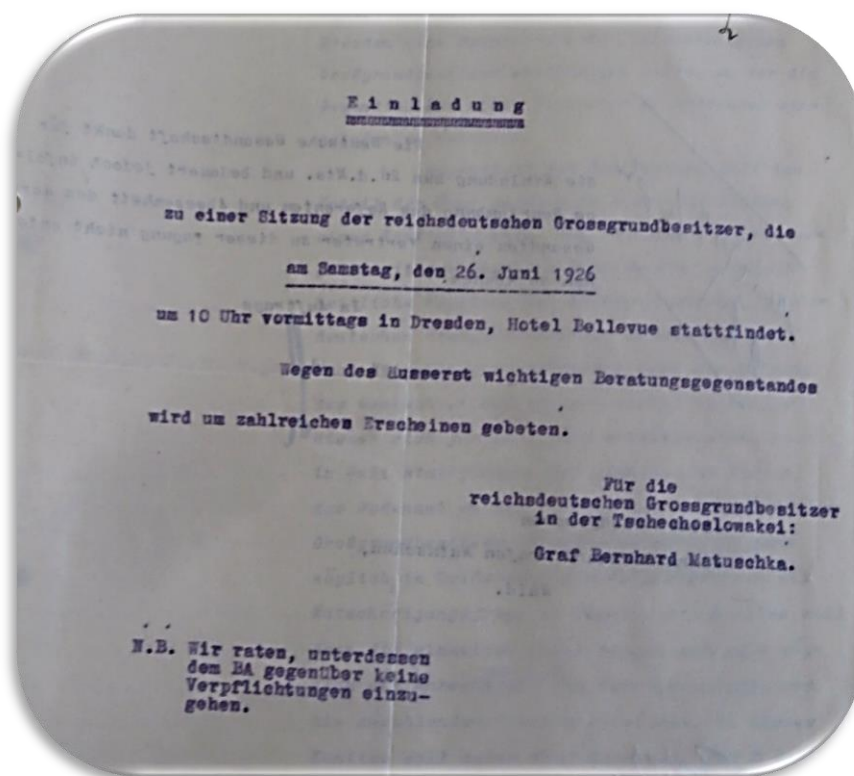 E i n l a d u n g
zu einer Sitzung der reichsdeutschen Grossgrundbesitzer, die
am Samstag, den 26. Juni 1926
um 10 Uhr vormittags in Dresden, Hotel Bellevue stattfindet.
Wegen des äusserst wichtigen Beratungsgegenstandes
wird um zahlreichen Erscheinen gebeten.
Für die
reichsdeutschen Grossgrundbesitzer
in der Tschechoslowakei:
Graf Bernhard Matuschka.
N.B. Wir raten, unterdessen
dem BA gegenüber keine
Verpflichtungen einzu-
gehen.